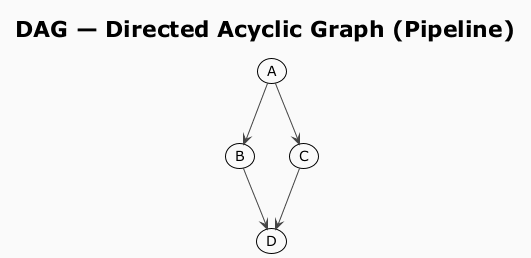 DAG — Directed Acyclic Graph (Pipeline)
A
B C
D